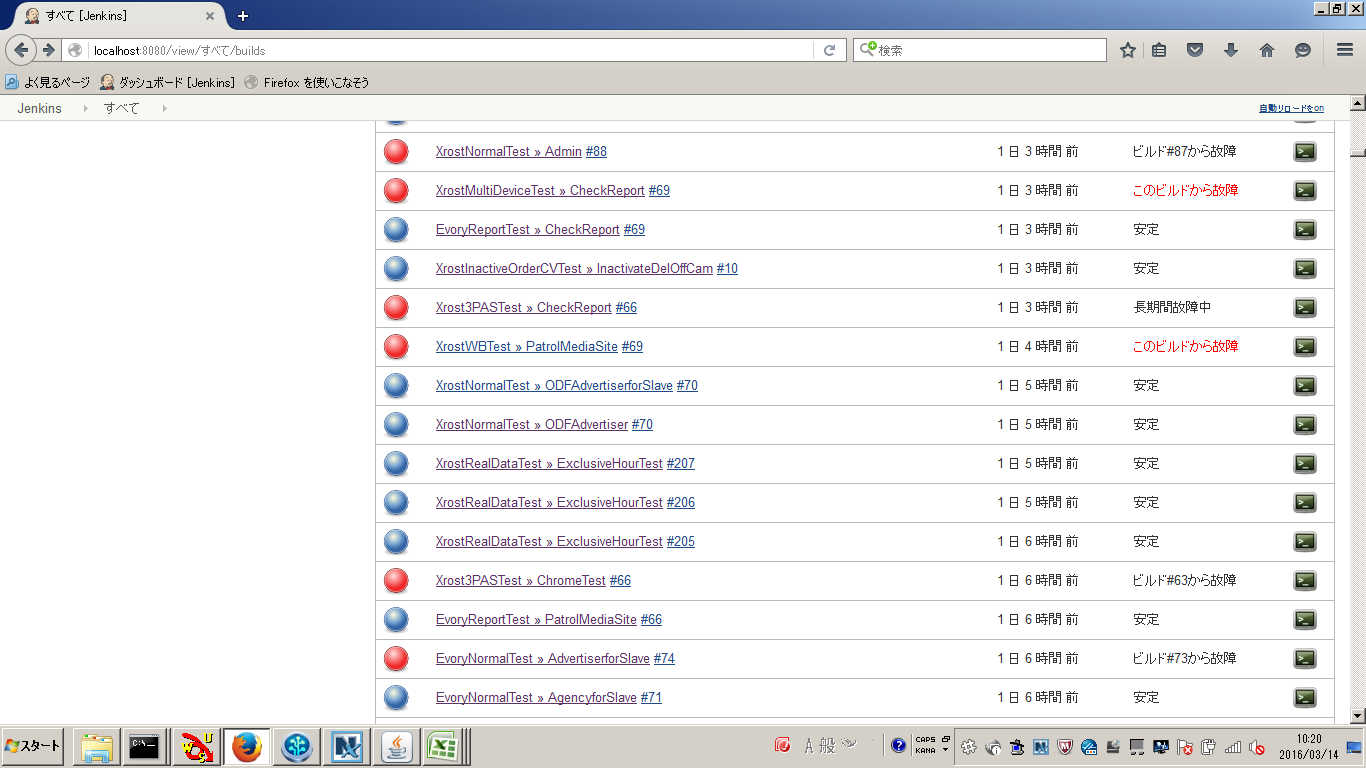 すべて [Jenkins]
localhost:8080/view/すべて/builds
検索
よく見るページ ダッシュボード [Jenkins] Firefox を使いこなそう
Jenkins すべて 自動リロードをon
XrostNormalTest » Admin #88 1 日 3 時間 前 ビルド#87から故障
XrostMultiDeviceTest » CheckReport #69 1 日 3 時間 前 このビルドから故障
EvoryReportTest » CheckReport #69 1 日 3 時間 前 安定
XrostInactiveOrderCVTest » InactivateDelOffCam #10 1 日 3 時間 前 安定
Xrost3PASTest » CheckReport #66 1 日 3 時間 前 長期間故障中
XrostWBTest » PatrolMediaSite #69 1 日 4 時間 前 このビルドから故障
XrostNormalTest » ODFAdvertiserforSlave #70 1 日 5 時間 前 安定
XrostNormalTest » ODFAdvertiser #70 1 日 5 時間 前 安定
XrostRealDataTest » ExclusiveHourTest #207 1 日 5 時間 前 安定
XrostRealDataTest » ExclusiveHourTest #206 1 日 5 時間 前 安定
XrostRealDataTest » ExclusiveHourTest #205 1 日 6 時間 前 安定
Xrost3PASTest » ChromeTest #66 1 日 6 時間 前 ビルド#63から故障
EvoryReportTest » PatrolMediaSite #66 1 日 6 時間 前 安定
EvoryNormalTest » AdvertiserforSlave #74 1 日 6 時間 前 ビルド#73から故障
EvoryNormalTest » AgencyforSlave #71 1 日 6 時間 前 安定
スタート A 般 CAPS KANA 10:20
2016/03/14